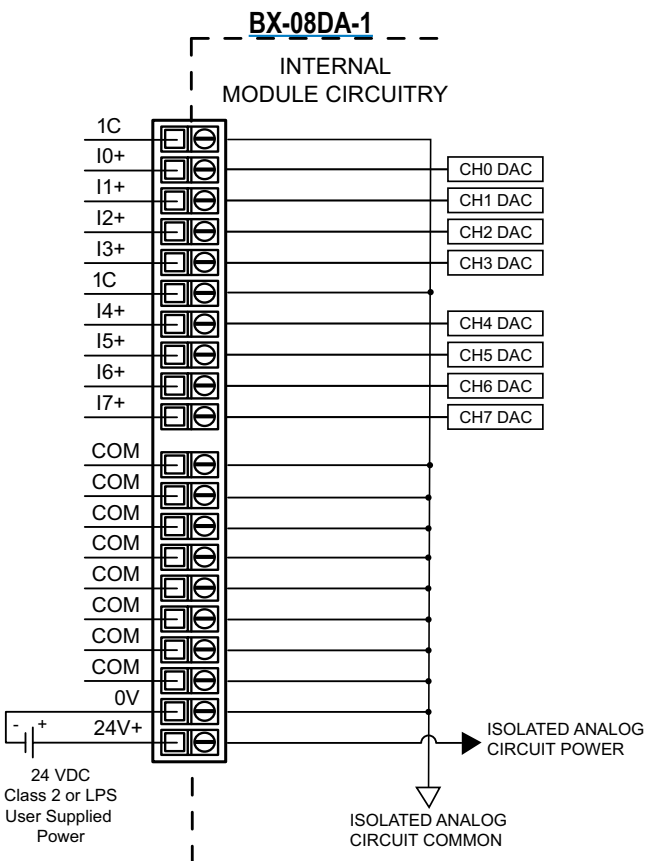 BX-08DA-1
INTERNAL
MODULE CIRCUITRY
1C
I0+
CH0 DAC
I1+
CH1 DAC
I2+
CH2 DAC
I3+
CH3 DAC
1C
I4+
CH4 DAC
I5+
CH5 DAC
I6+
CH6 DAC
I7+
CH7 DAC
COM
COM
COM
COM
COM
COM
COM
COM
0V
24V+
- +
ISOLATED ANALOG
CIRCUIT POWER
24 VDC
Class 2 or LPS
User Supplied
Power
ISOLATED ANALOG
CIRCUIT COMMON